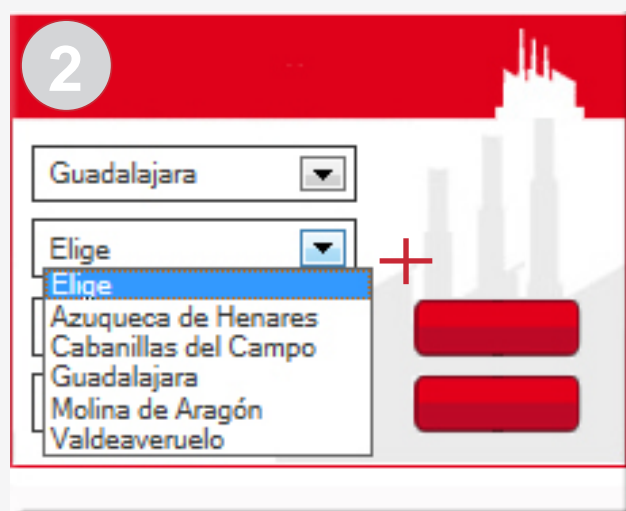 2
Guadalajara
Elige
Elige
Azuqueca de Henares
Cabanillas del Campo
Guadalajara
Molina de Aragón
Valdeaveruelo